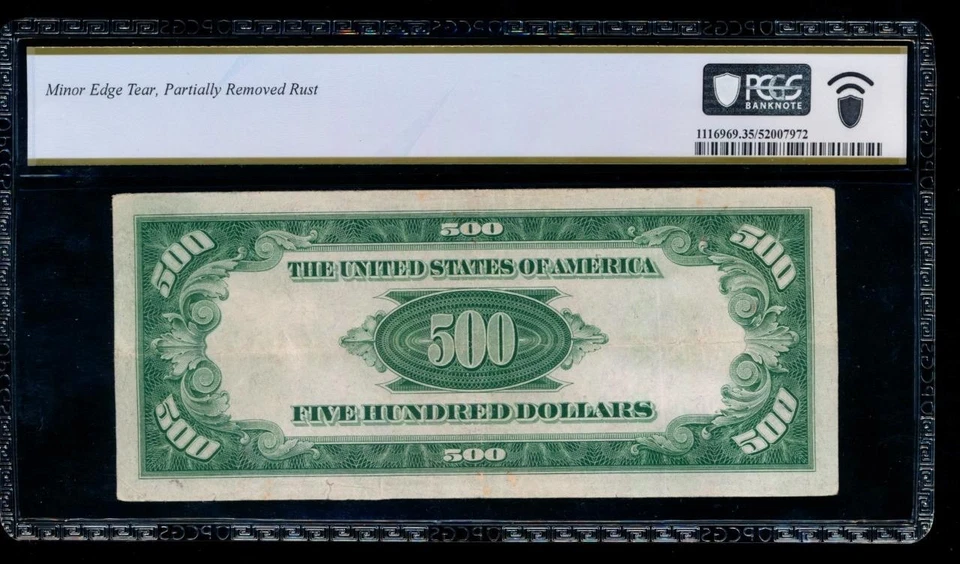 Minor Edge Tear, Partially Removed Rust
PCGS
BANKNOTE
1116969.35/52007972
500
500 500
THE UNITED STATES OF AMERICA
500
FIVE HUNDRED DOLLARS
500 500
500